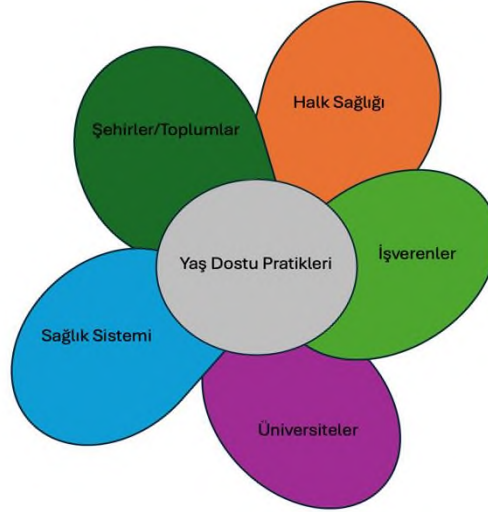 Halk Sağlığı
Şehirler/Toplumlar
İşverenler
Yaş Dostu Pratikleri
Sağlık Sistemi
Üniversiteler